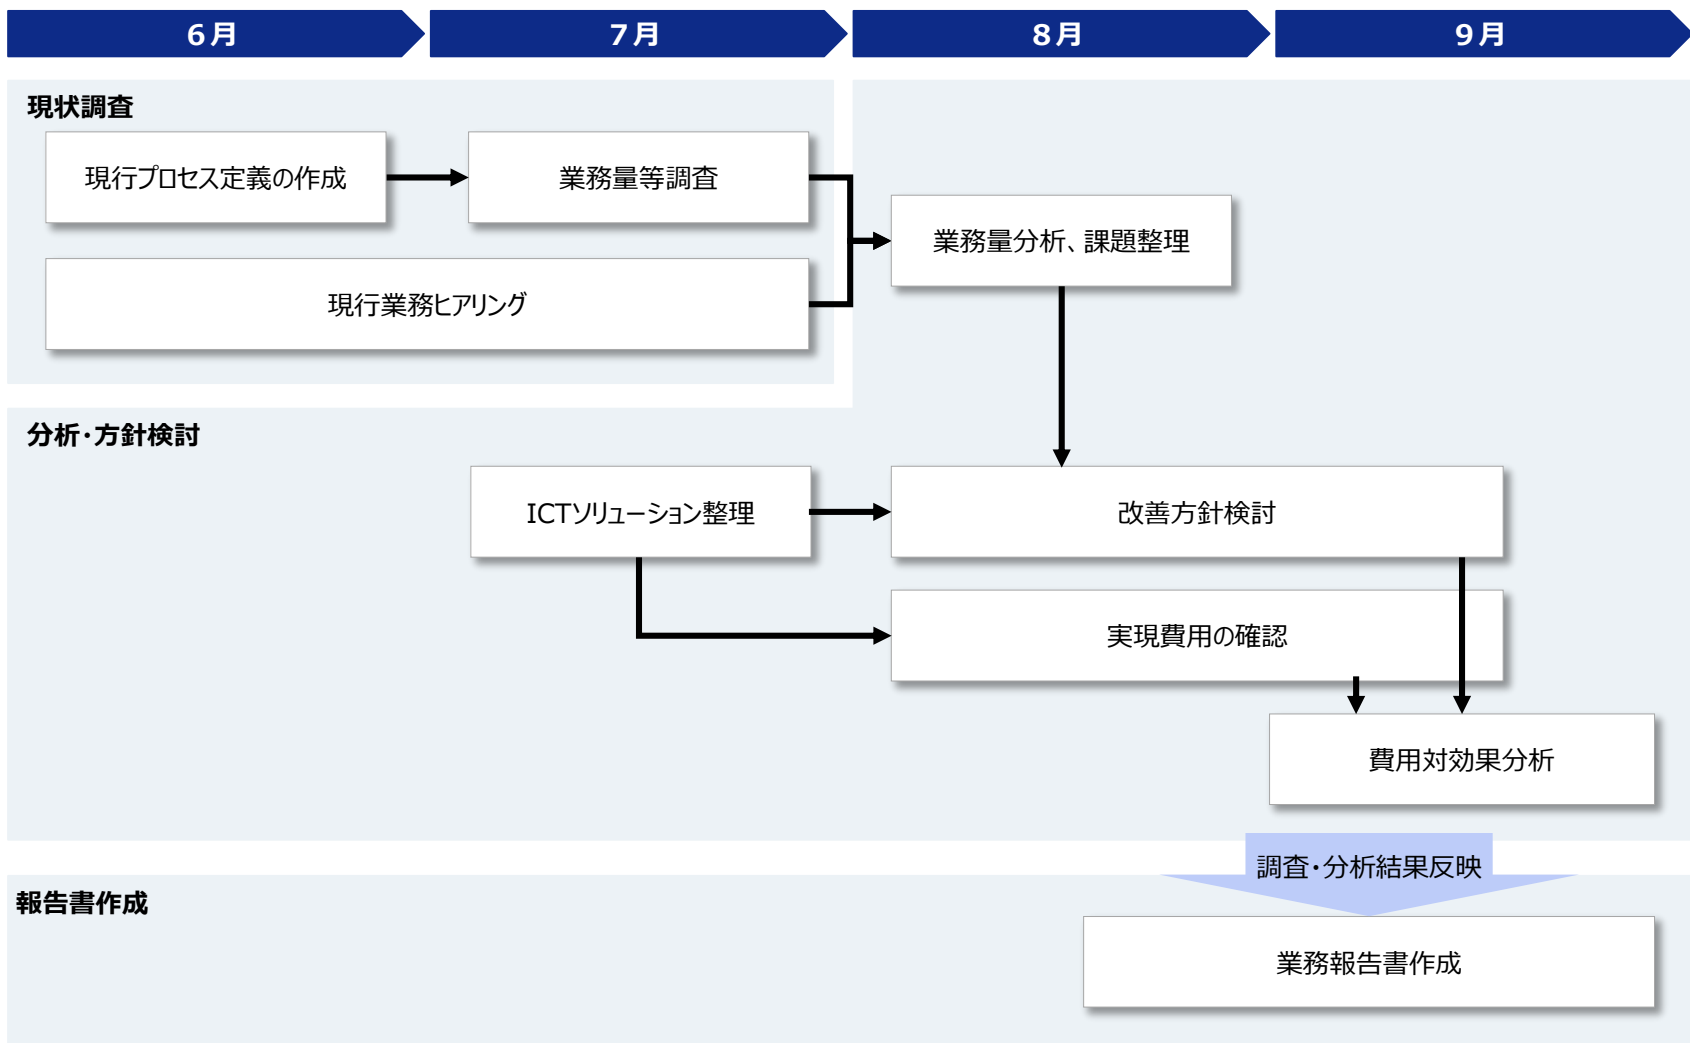 6月
7月
8月
9月
現状調査
現行プロセス定義の作成
業務量等調査
業務量分析、課題整理
現行業務ヒアリング
分析・方針検討
ICTソリューション整理
改善方針検討
実現費用の確認
費用対効果分析
調査・分析結果反映
報告書作成
業務報告書作成